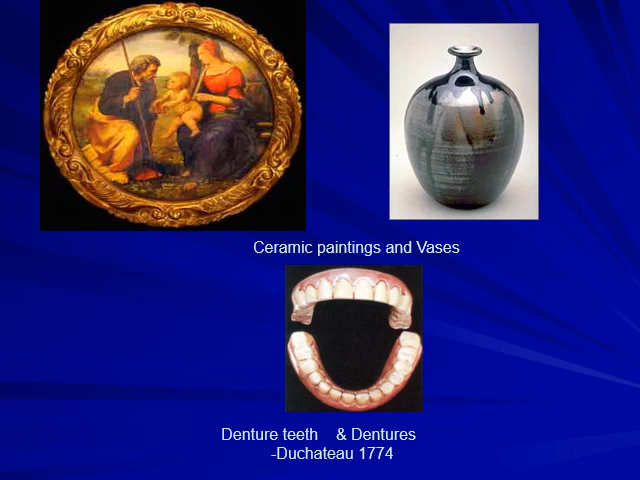 Ceramic paintings and Vases
Denture teeth    & Dentures
-Duchateau 1774